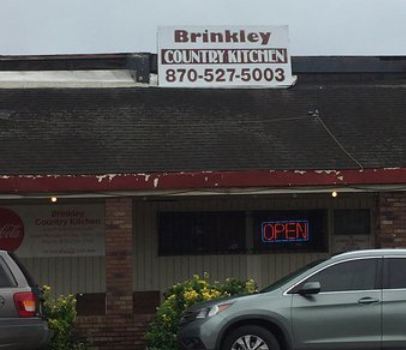 Brinkley
COUNTRY KITCHEN
870-527-5003
OPEN
Brinkley
Country Kitchen